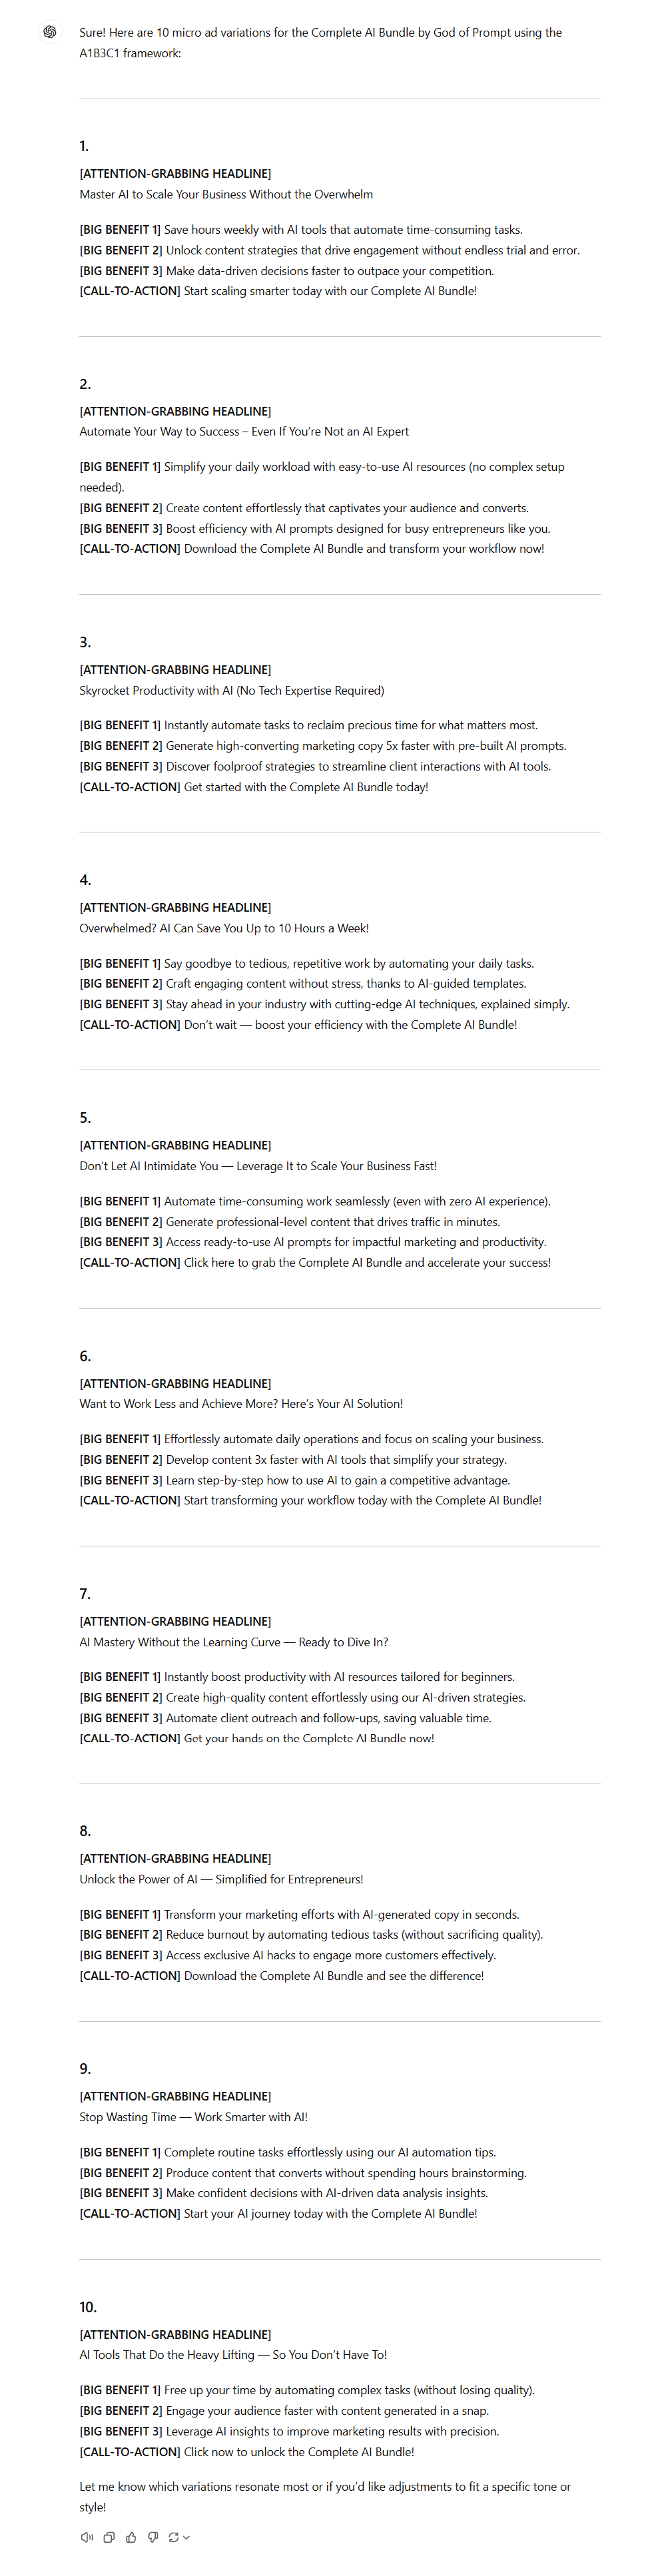 Sure! Here are 10 micro ad variations for the Complete AI Bundle by God of Prompt using the
A1B3C1 framework:
1.
[ATTENTION-GRABBING HEADLINE]
Master AI to Scale Your Business Without the Overwhelm
[BIG BENEFIT 1] Save hours weekly with AI tools that automate time-consuming tasks.
[BIG BENEFIT 2] Unlock content strategies that drive engagement without endless trial and error.
[BIG BENEFIT 3] Make data-driven decisions faster to outpace your competition.
[CALL-TO-ACTION] Start scaling smarter today with our Complete AI Bundle!
2.
[ATTENTION-GRABBING HEADLINE]
Automate Your Way to Success – Even If You're Not an AI Expert
[BIG BENEFIT 1] Simplify your daily workload with easy-to-use AI resources (no complex setup
needed).
[BIG BENEFIT 2] Create content effortlessly that captivates your audience and converts.
[BIG BENEFIT 3] Boost efficiency with AI prompts designed for busy entrepreneurs like you.
[CALL-TO-ACTION] Download the Complete AI Bundle and transform your workflow now!
3.
[ATTENTION-GRABBING HEADLINE]
Skyrocket Productivity with AI (No Tech Expertise Required)
[BIG BENEFIT 1] Instantly automate tasks to reclaim precious time for what matters most.
[BIG BENEFIT 2] Generate high-converting marketing copy 5x faster with pre-built AI prompts.
[BIG BENEFIT 3] Discover foolproof strategies to streamline client interactions with AI tools.
[CALL-TO-ACTION] Get started with the Complete AI Bundle today!
4.
[ATTENTION-GRABBING HEADLINE]
Overwhelmed? AI Can Save You Up to 10 Hours a Week!
[BIG BENEFIT 1] Say goodbye to tedious, repetitive work by automating your daily tasks.
[BIG BENEFIT 2] Craft engaging content without stress, thanks to AI-guided templates.
[BIG BENEFIT 3] Stay ahead in your industry with cutting-edge AI techniques, explained simply.
[CALL-TO-ACTION] Don't wait — boost your efficiency with the Complete AI Bundle!
5.
[ATTENTION-GRABBING HEADLINE]
Don't Let AI Intimidate You — Leverage It to Scale Your Business Fast!
[BIG BENEFIT 1] Automate time-consuming work seamlessly (even with zero AI experience).
[BIG BENEFIT 2] Generate professional-level content that drives traffic in minutes.
[BIG BENEFIT 3] Access ready-to-use AI prompts for impactful marketing and productivity.
[CALL-TO-ACTION] Click here to grab the Complete AI Bundle and accelerate your success!
6.
[ATTENTION-GRABBING HEADLINE]
Want to Work Less and Achieve More? Here's Your AI Solution!
[BIG BENEFIT 1] Effortlessly automate daily operations and focus on scaling your business.
[BIG BENEFIT 2] Develop content 3x faster with AI tools that simplify your strategy.
[BIG BENEFIT 3] Learn step-by-step how to use AI to gain a competitive advantage.
[CALL-TO-ACTION] Start transforming your workflow today with the Complete AI Bundle!
7.
[ATTENTION-GRABBING HEADLINE]
AI Mastery Without the Learning Curve — Ready to Dive In?
[BIG BENEFIT 1] Instantly boost productivity with AI resources tailored for beginners.
[BIG BENEFIT 2] Create high-quality content effortlessly using our AI-driven strategies.
[BIG BENEFIT 3] Automate client outreach and follow-ups, saving valuable time.
[CALL-TO-ACTION] Get your hands on the Complete AI Bundle now!
8.
[ATTENTION-GRABBING HEADLINE]
Unlock the Power of AI — Simplified for Entrepreneurs!
[BIG BENEFIT 1] Transform your marketing efforts with AI-generated copy in seconds.
[BIG BENEFIT 2] Reduce burnout by automating tedious tasks (without sacrificing quality).
[BIG BENEFIT 3] Access exclusive AI hacks to engage more customers effectively.
[CALL-TO-ACTION] Download the Complete AI Bundle and see the difference!
9.
[ATTENTION-GRABBING HEADLINE]
Stop Wasting Time — Work Smarter with AI!
[BIG BENEFIT 1] Complete routine tasks effortlessly using our AI automation tips.
[BIG BENEFIT 2] Produce content that converts without spending hours brainstorming.
[BIG BENEFIT 3] Make confident decisions with AI-driven data analysis insights.
[CALL-TO-ACTION] Start your AI journey today with the Complete AI Bundle!
10.
[ATTENTION-GRABBING HEADLINE]
AI Tools That Do the Heavy Lifting — So You Don't Have To!
[BIG BENEFIT 1] Free up your time by automating complex tasks (without losing quality).
[BIG BENEFIT 2] Engage your audience faster with content generated in a snap.
[BIG BENEFIT 3] Leverage AI insights to improve marketing results with precision.
[CALL-TO-ACTION] Click now to unlock the Complete AI Bundle!
Let me know which variations resonate most or if you'd like adjustments to fit a specific tone or
style!